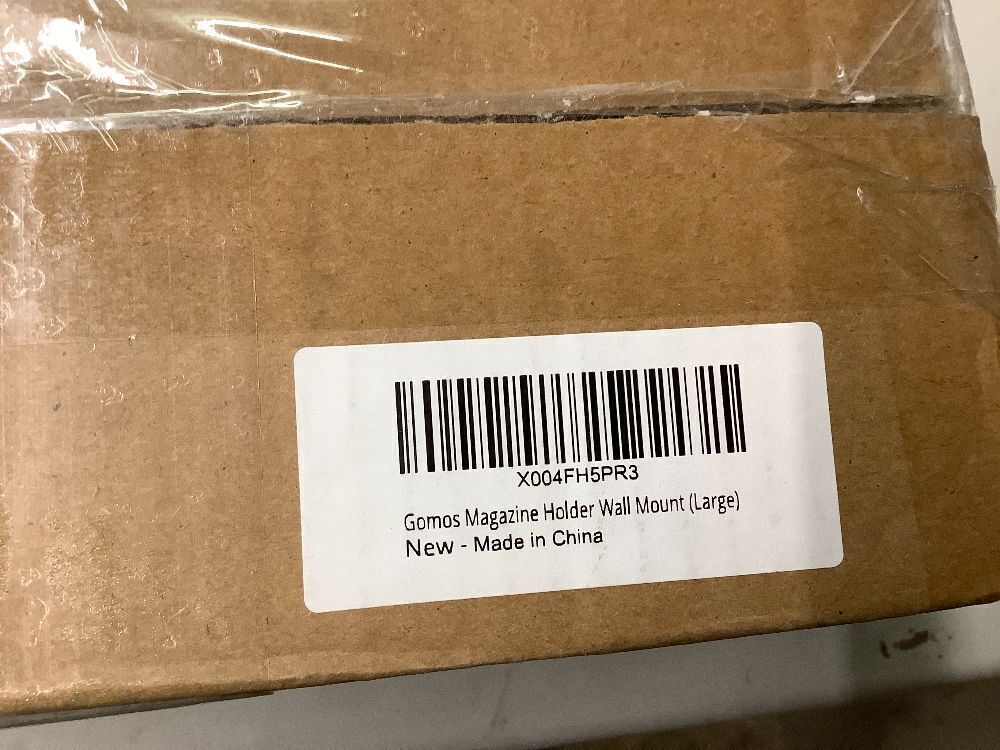 X004FH5PR3
Gomos Magazine Holder Wall Mount (Large)
New - Made in China